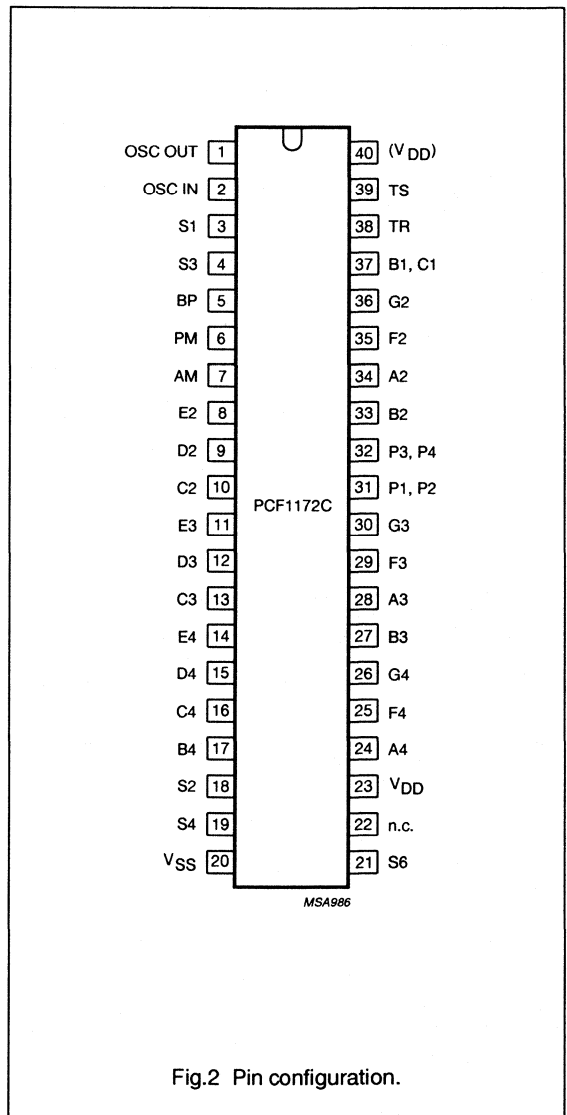 OSC OUT 1 40 (VDD)
OSC IN 2 39 TS
S1 3 38 TR
S3 4 37 B1, C1
BP 5 36 G2
PM 6 35 F2
AM 7 34 A2
E2 8 33 B2
D2 9 32 P3, P4
C2 10 31 P1, P2
PCF1172C
E3 11 30 G3
D3 12 29 F3
C3 13 28 A3
E4 14 27 B3
D4 15 26 G4
C4 16 25 F4
B4 17 24 A4
S2 18 23 VDD
S4 19 22 n.c.
VSS 20 21 S6
MSA986
Fig.2 Pin configuration.